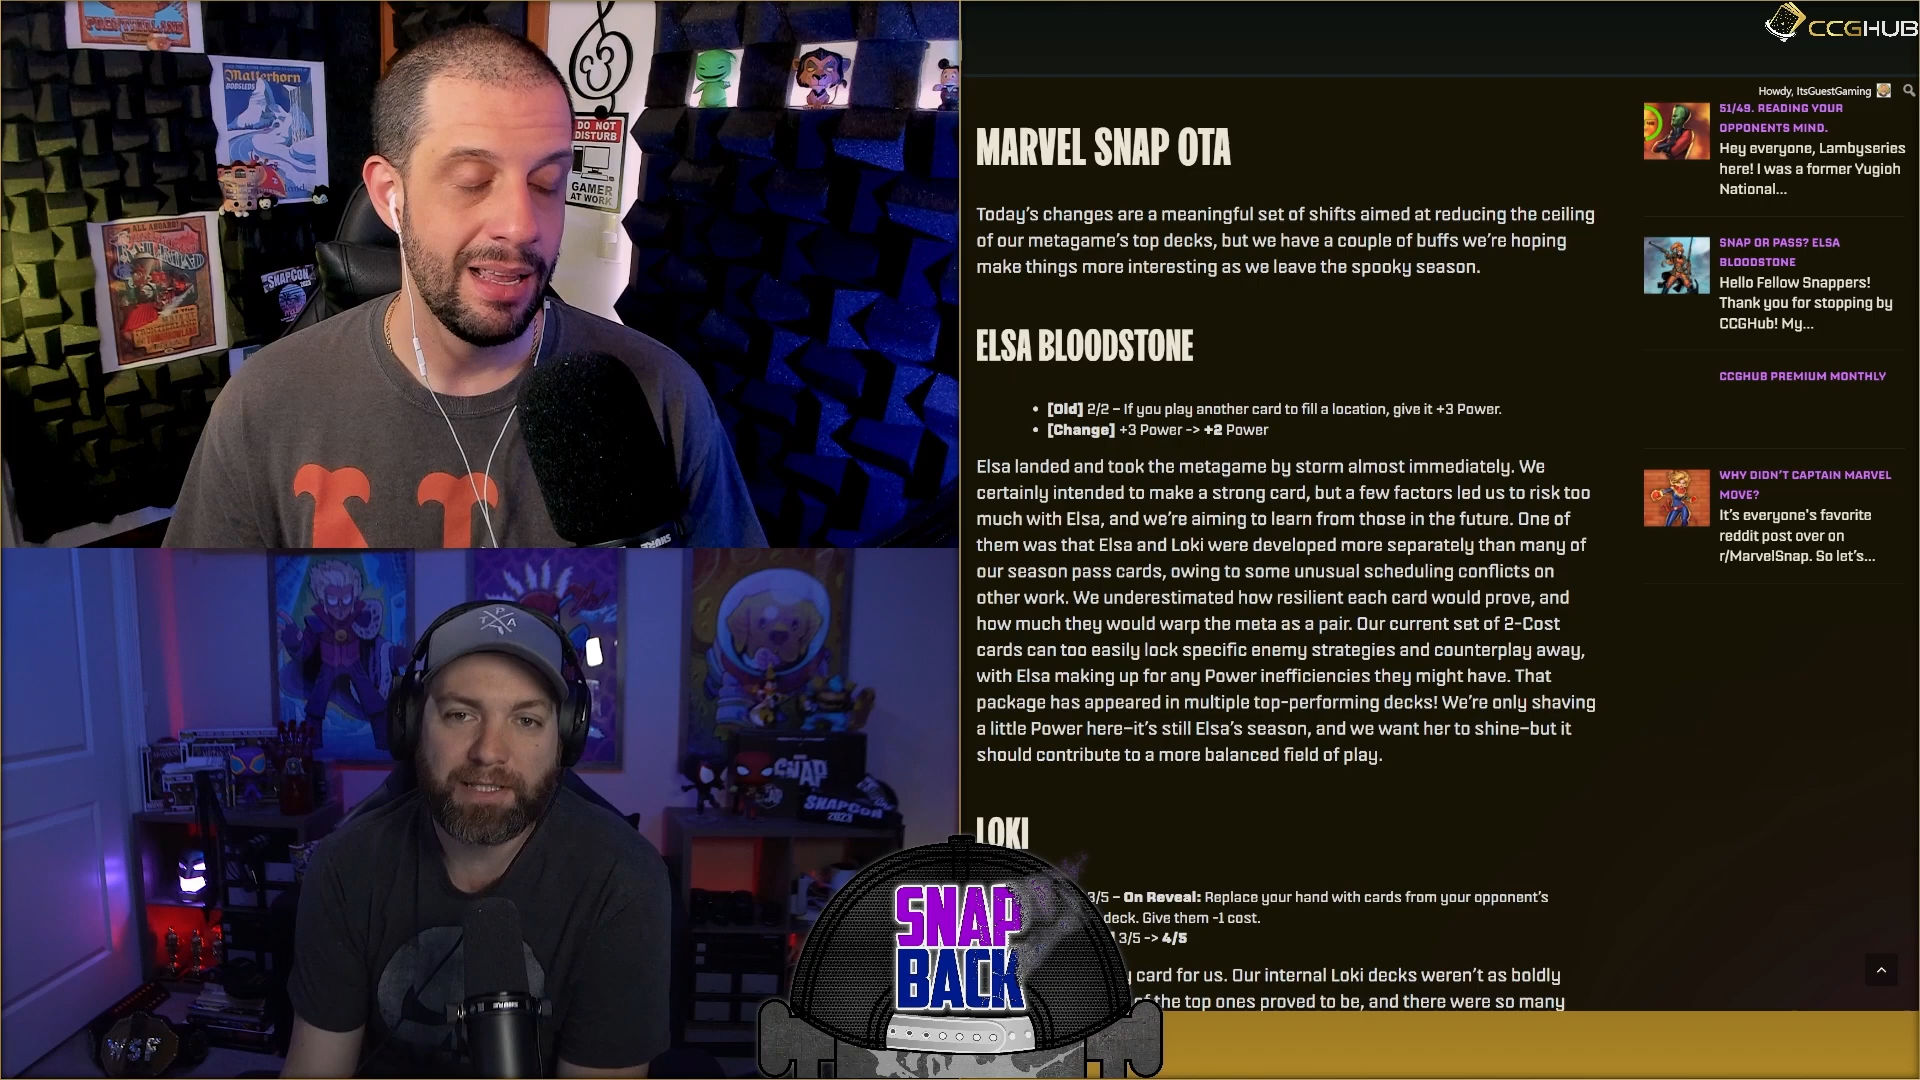 CCGHUB
Howdy, ItsGuestGaming
MARVEL SNAP OTA
Today's changes are a meaningful set of shifts aimed at reducing the ceiling
of our metagame's top decks, but we have a couple of buffs we're hoping
make things more interesting as we leave the spooky season.
ELSA BLOODSTONE
• [Old] 2/2 – If you play another card to fill a location, give it +3 Power.
• [Change] +3 Power -> +2 Power
Elsa landed and took the metagame by storm almost immediately. We
certainly intended to make a strong card, but a few factors led us to risk too
much with Elsa, and we're aiming to learn from those in the future. One of
them was that Elsa and Loki were developed more separately than many of
our season pass cards, owing to some unusual scheduling conflicts on
other work. We underestimated how resilient each card would prove, and
how much they would warp the meta as a pair. Our current set of 2-Cost
cards can too easily lock specific enemy strategies and counterplay away,
with Elsa making up for any Power inefficiencies they might have. That
package has appeared in multiple top-performing decks! We're only shaving
a little Power here–it's still Elsa's season, and we want her to shine–but it
should contribute to a more balanced field of play.
LOKI
3/5 – On Reveal: Replace your hand with cards from your opponent's
deck. Give them -1 cost.
3/5 -> 4/5
card for us. Our internal Loki decks weren't as boldly
of the top ones proved to be, and there were so many
51/49. READING YOUR
OPPONENTS MIND.
Hey everyone, Lambyseries
here! I was a former Yugioh
National...
SNAP OR PASS? ELSA
BLOODSTONE
Hello Fellow Snappers!
Thank you for stopping by
CCGHub! My...
CCGHUB PREMIUM MONTHLY
WHY DIDN'T CAPTAIN MARVEL
MOVE?
It's everyone's favorite
reddit post over on
r/MarvelSnap. So let's...
Matterhorn
BOBSLEDS
DO NOT
DISTURB
GAMER
AT WORK
SNAPCON
2023
ALL ABOARD!
SHURE
P
T A
SNAP
SNAPCON
2023
SHURE
WSF
SNAP
BACK